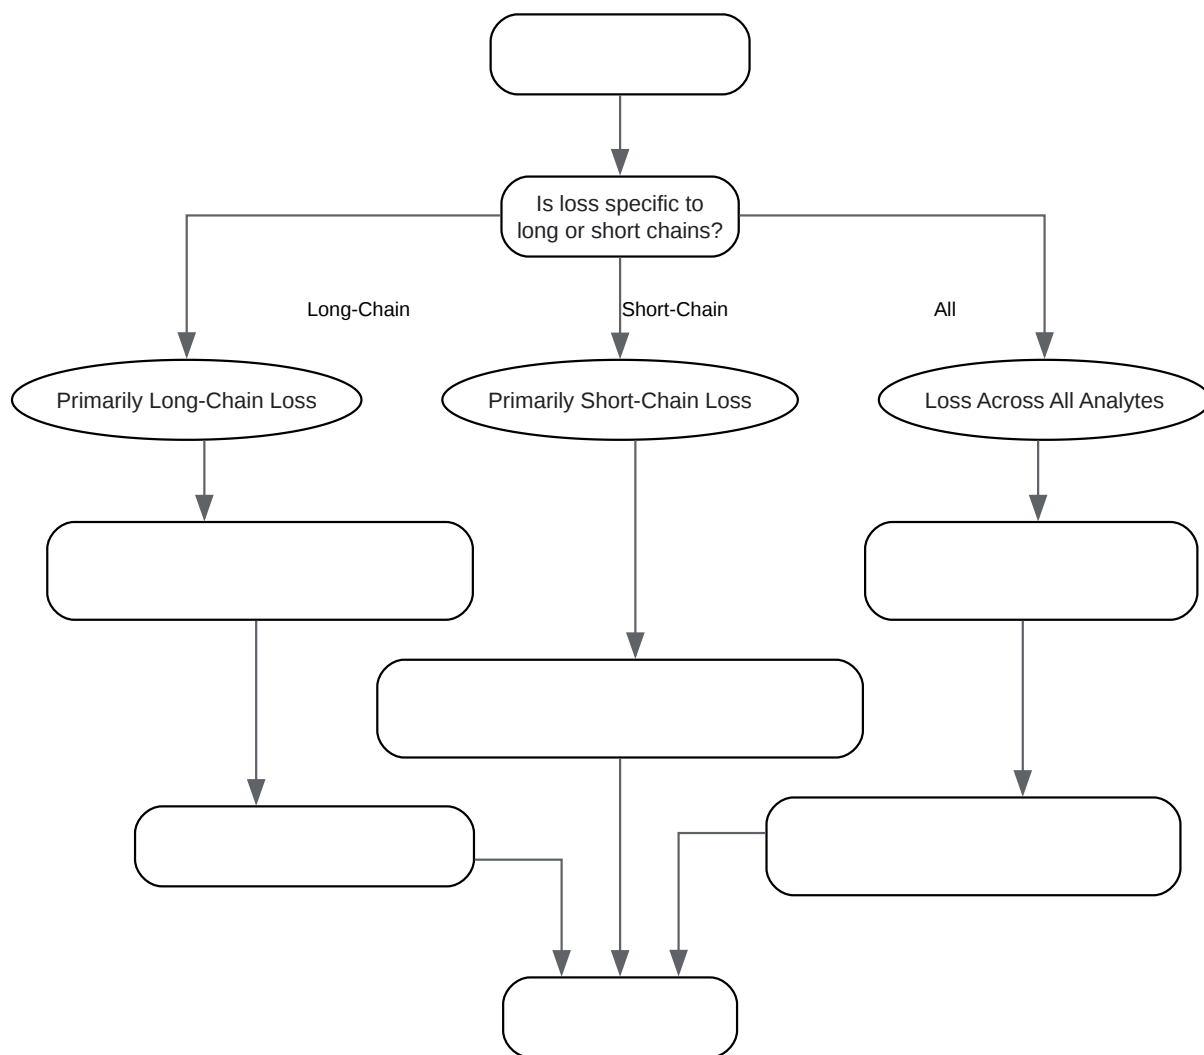 Is loss specific to
long or short chains?
Long-Chain
Short-Chain
All
Primarily Long-Chain Loss
Primarily Short-Chain Loss
Loss Across All Analytes